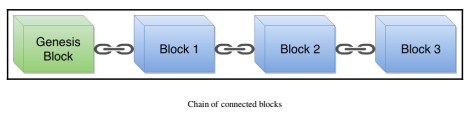 Genesis
Block
Block 1
Block 2
Block 3
Chain of connected blocks